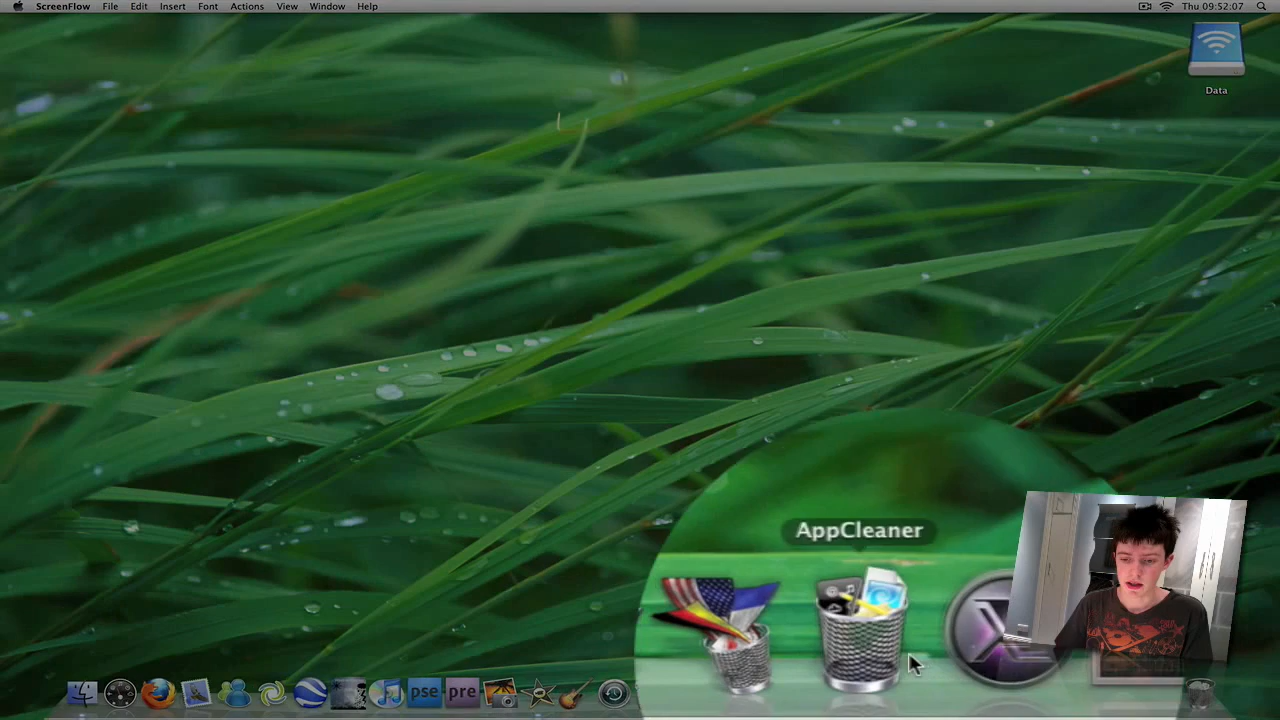 ScreenFlow File Edit Insert Font Actions View Window Help Thu 09:52:07
Data
AppCleaner
pse pre